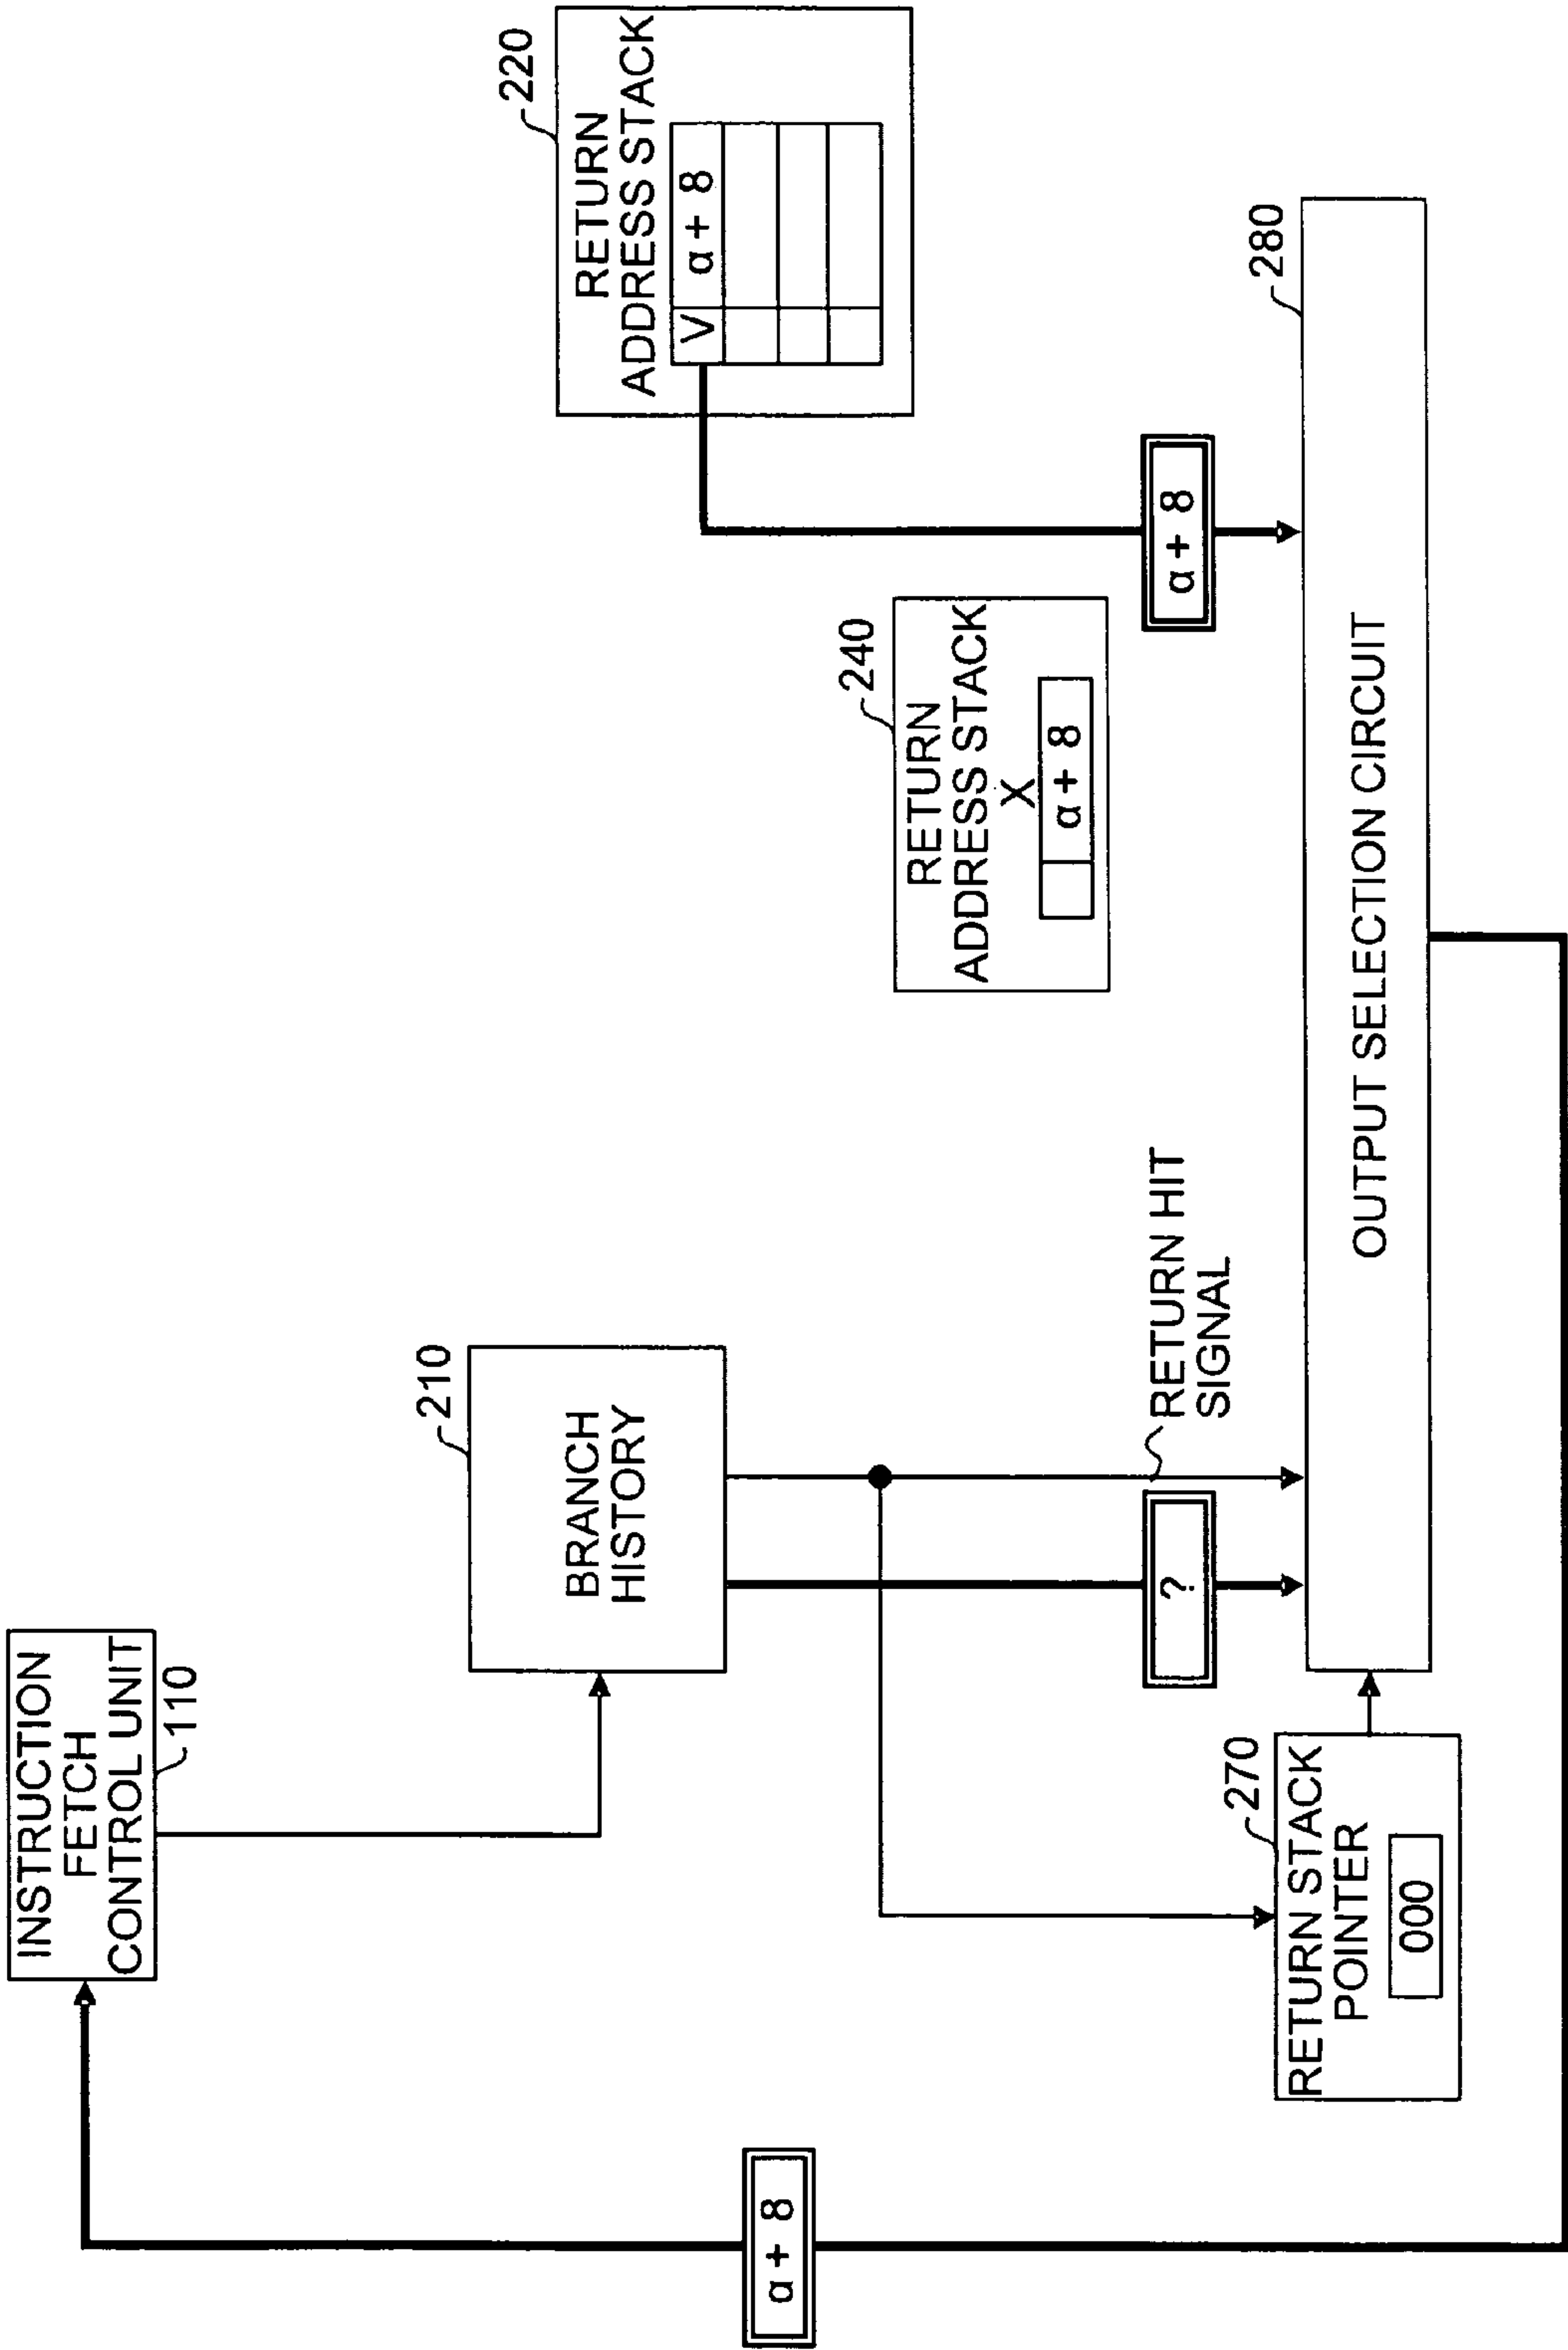 INSTRUCTION
FETCH
CONTROL UNIT
110
210
BRANCH
HISTORY
220
RETURN
ADDRESS STACK
V α + 8
240
RETURN
ADDRESS STACK
X
α + 8
α + 8
α + 8
?
RETURN HIT
SIGNAL
270
RETURN STACK
POINTER
000
280
OUTPUT SELECTION CIRCUIT